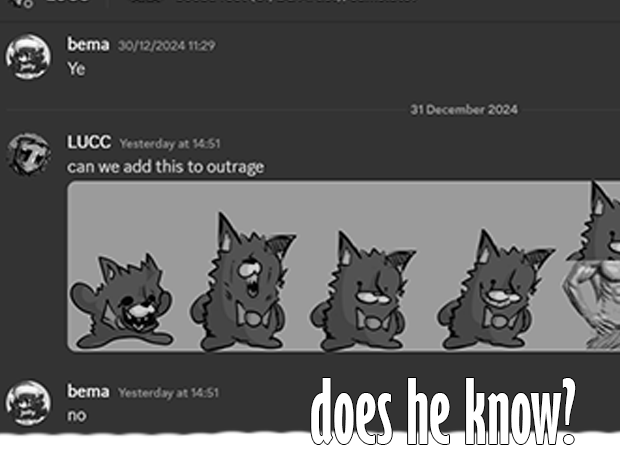 bema 30/12/2024 11:29
Ye
31 December 2024
LUCC Yesterday at 14:51
can we add this to outrage
bema Yesterday at 14:51
no
does he know?